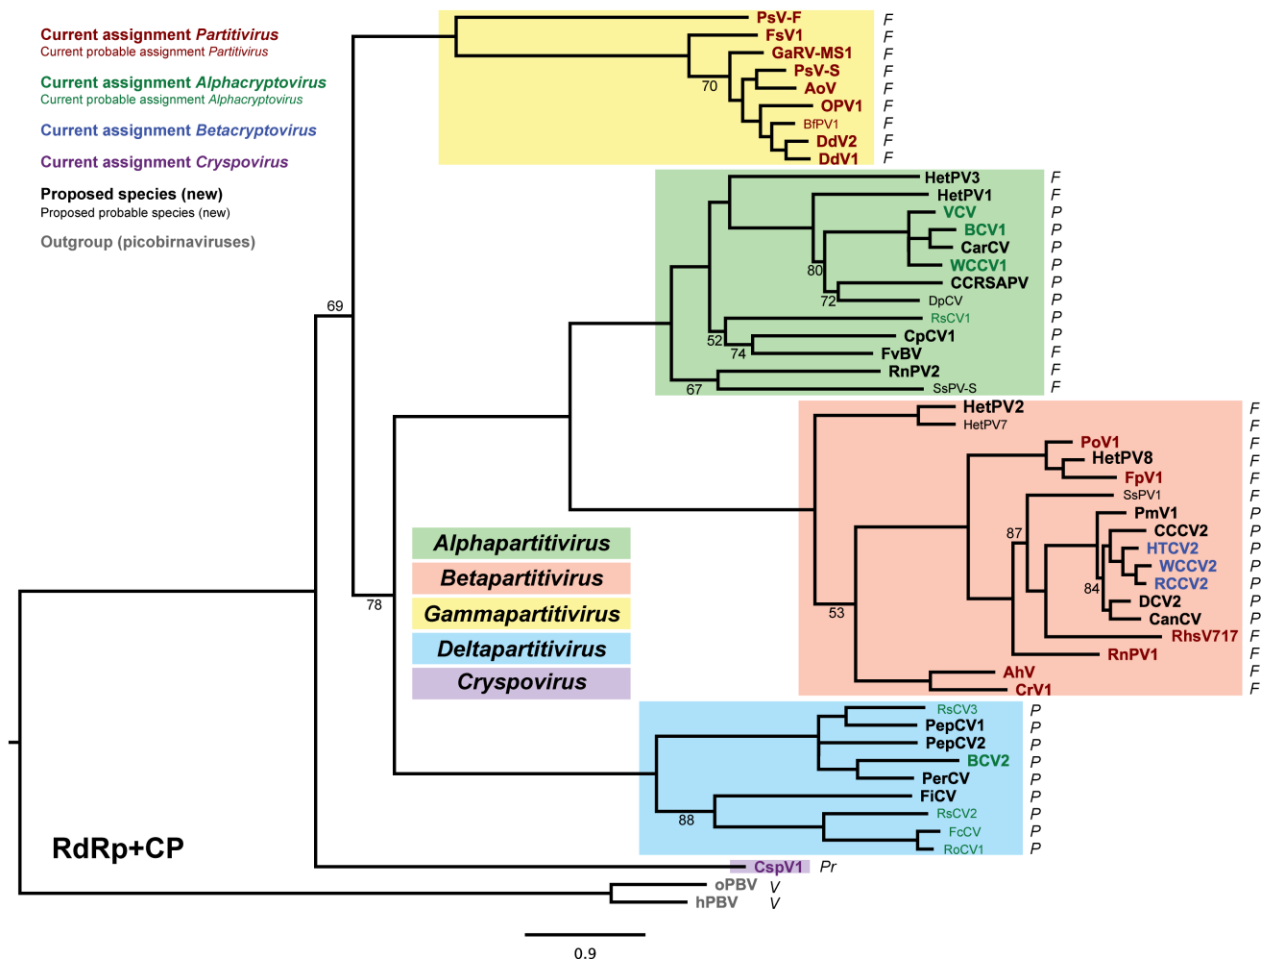 Current assignment Partitivirus
Current probable assignment Partitivirus
Current assignment Alphacryptovirus
Current probable assignment Alphacryptovirus
Current assignment Betacryptovirus
Current assignment Cryspovirus
Proposed species (new)
Proposed probable species (new)
Outgroup (picobirnaviruses)
PsV-F F
FsV1 F
GaRV-MS1 F
PsV-S F
70
AoV F
OPV1 F
BfPV1 F
DdV2 F
DdV1 F
HetPV3 F
HetPV1 F
VCV P
BCV1 P
CarCV P
WCCV1 P
80
CCRSAPV P
72
DpCV P
69
RsCV1 P
CpCV1 P
52
74
FvBV F
RnPV2 F
67
SsPV-S F
HetPV2 F
HetPV7 F
PoV1 F
HetPV8 F
FpV1 F
SsPV1 F
PmV1 P
CCCV2 P
87
HTCV2 P
WCCV2 P
RCCV2 P
84
DCV2 P
CanCV P
53
RhsV717 F
RnPV1 F
AhV F
CrV1 F
Alphapartitivirus
Betapartitivirus
Gammapartitivirus
Deltapartitivirus
Cryspovirus
78
RsCV3 P
PepCV1 P
PepCV2 P
BCV2 P
PerCV P
FiCV P
88
RsCV2 P
FcCV P
RoCV1 P
RdRp+CP
CspV1 Pr
oPBV V
hPBV V
0.9